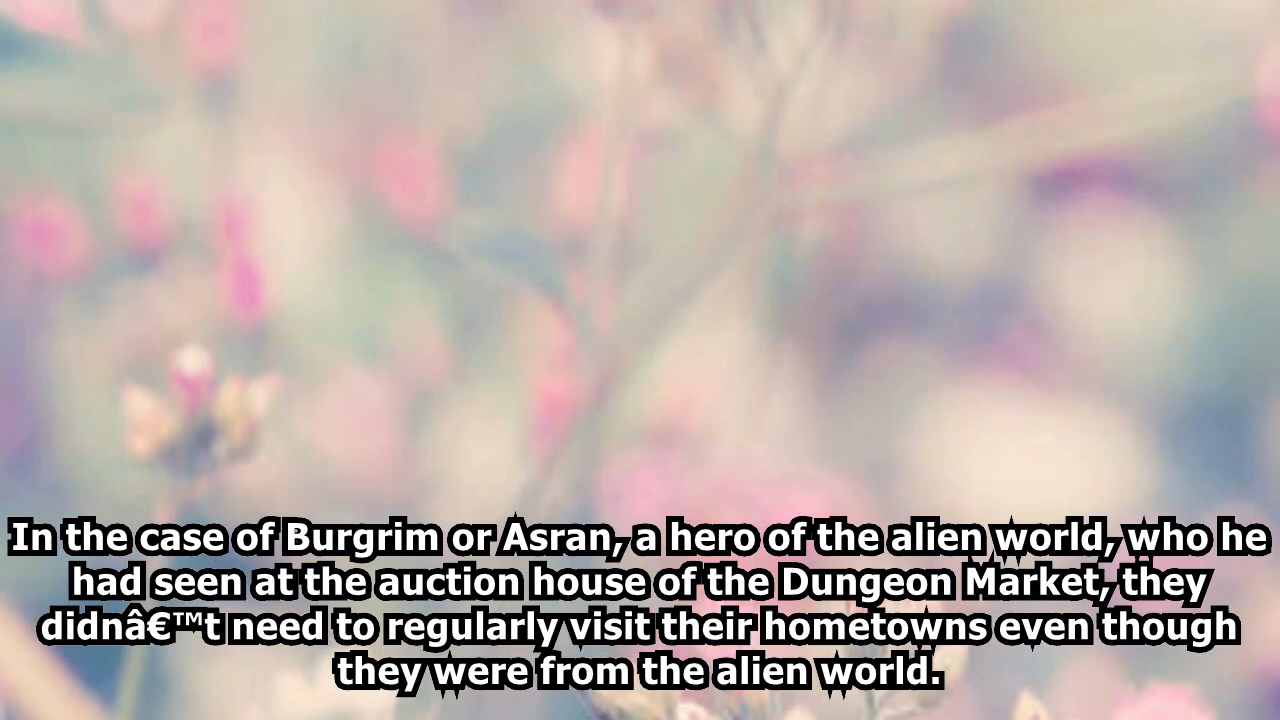 In the case of Burgrim or Asran, a hero of the alien world, who he
had seen at the auction house of the Dungeon Market, they
didnâ€™t need to regularly visit their hometowns even though
they were from the alien world.